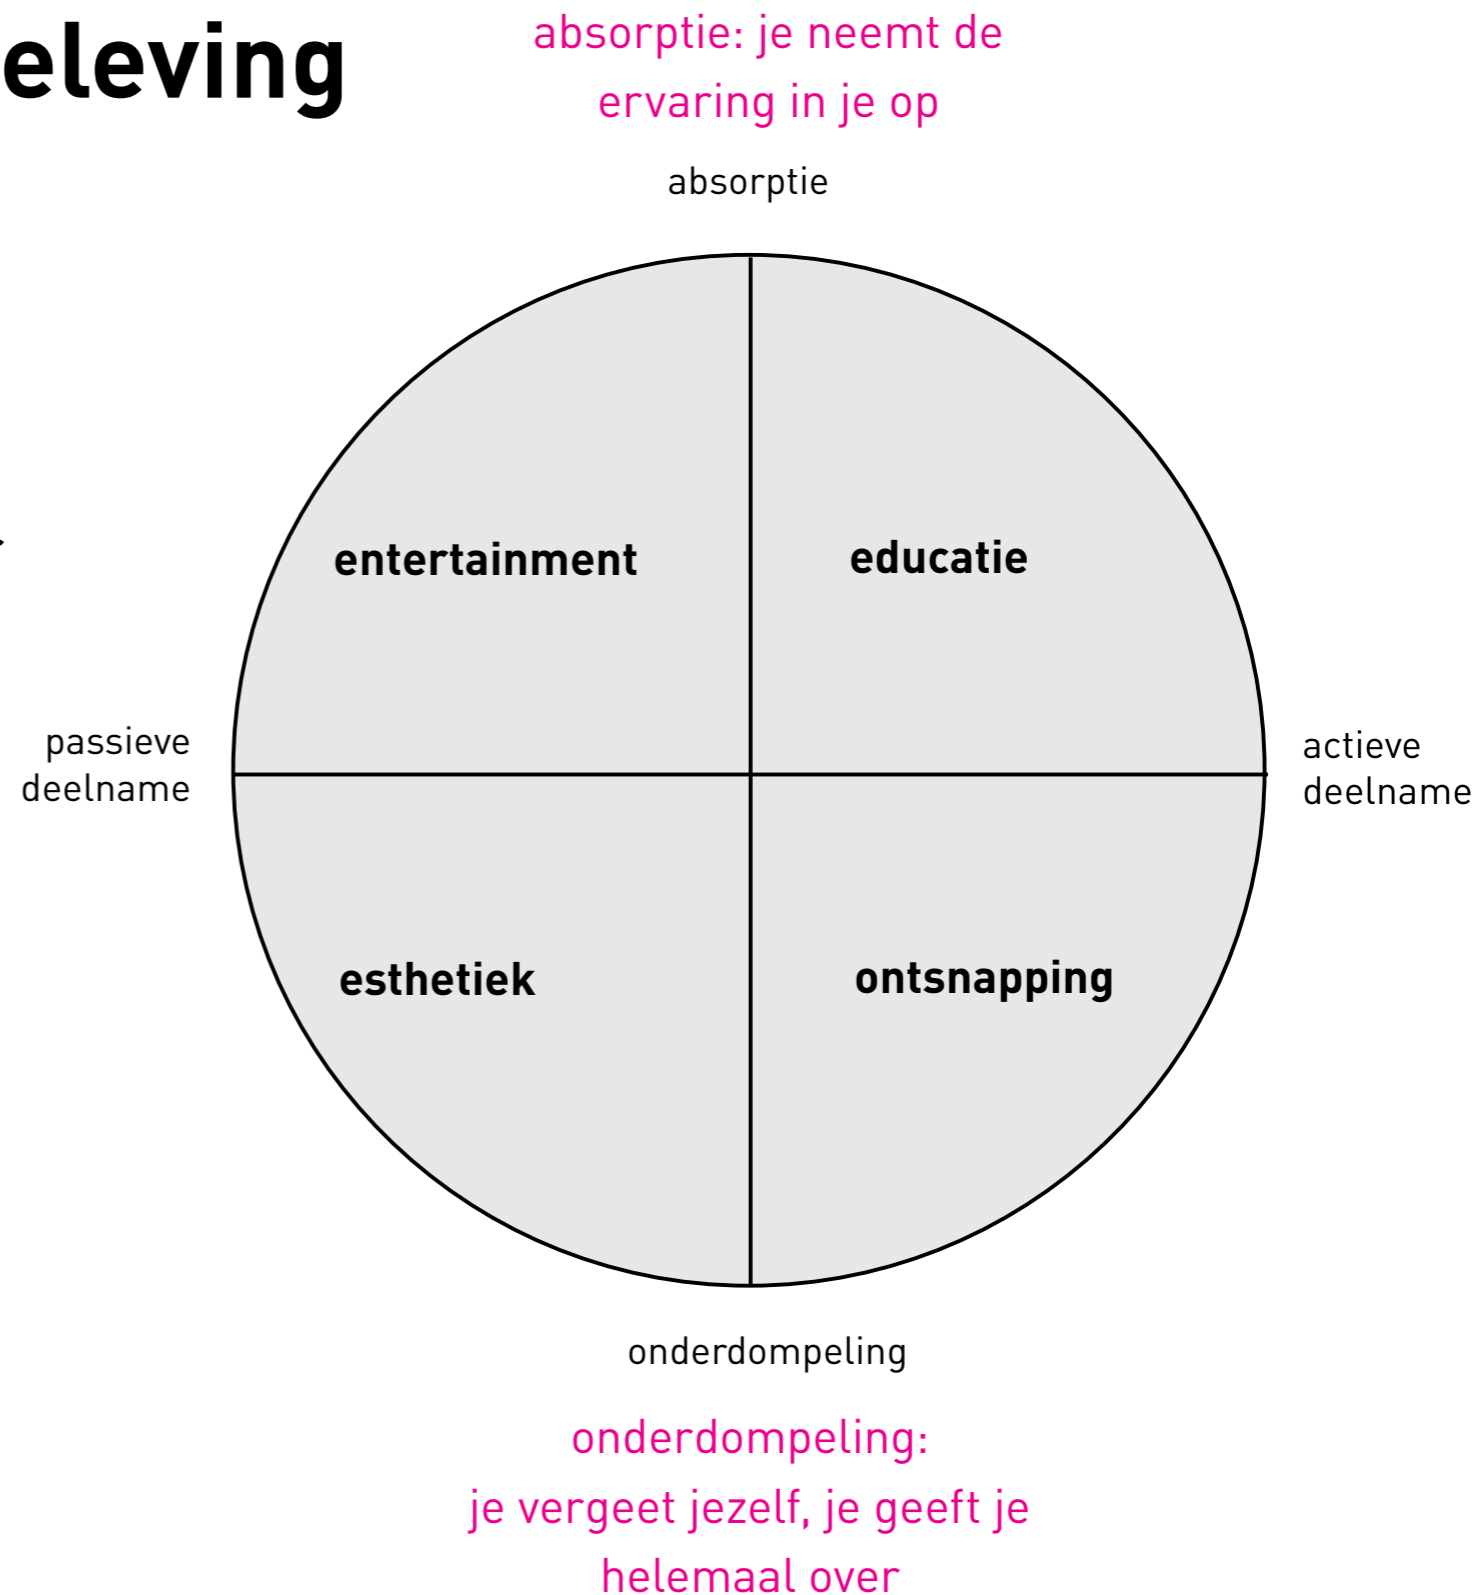 eleving
absorptie: je neemt de
ervaring in je op
absorptie
entertainment
educatie
passieve
deelname
actieve
deelname
esthetiek
ontsnapping
onderdompeling
onderdompeling:
je vergeet jezelf, je geeft je
helemaal over